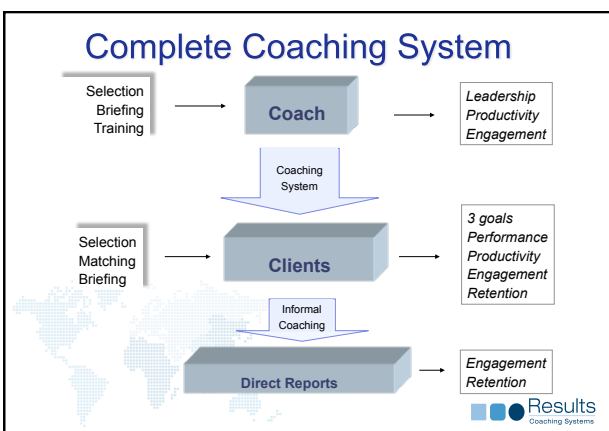 Complete Coaching System
Selection
Briefing
Training
Coach
Leadership
Productivity
Engagement
Coaching
System
Selection
Matching
Briefing
Clients
3 goals
Performance
Productivity
Engagement
Retention
Informal
Coaching
Direct Reports
Engagement
Retention
Results
Coaching Systems